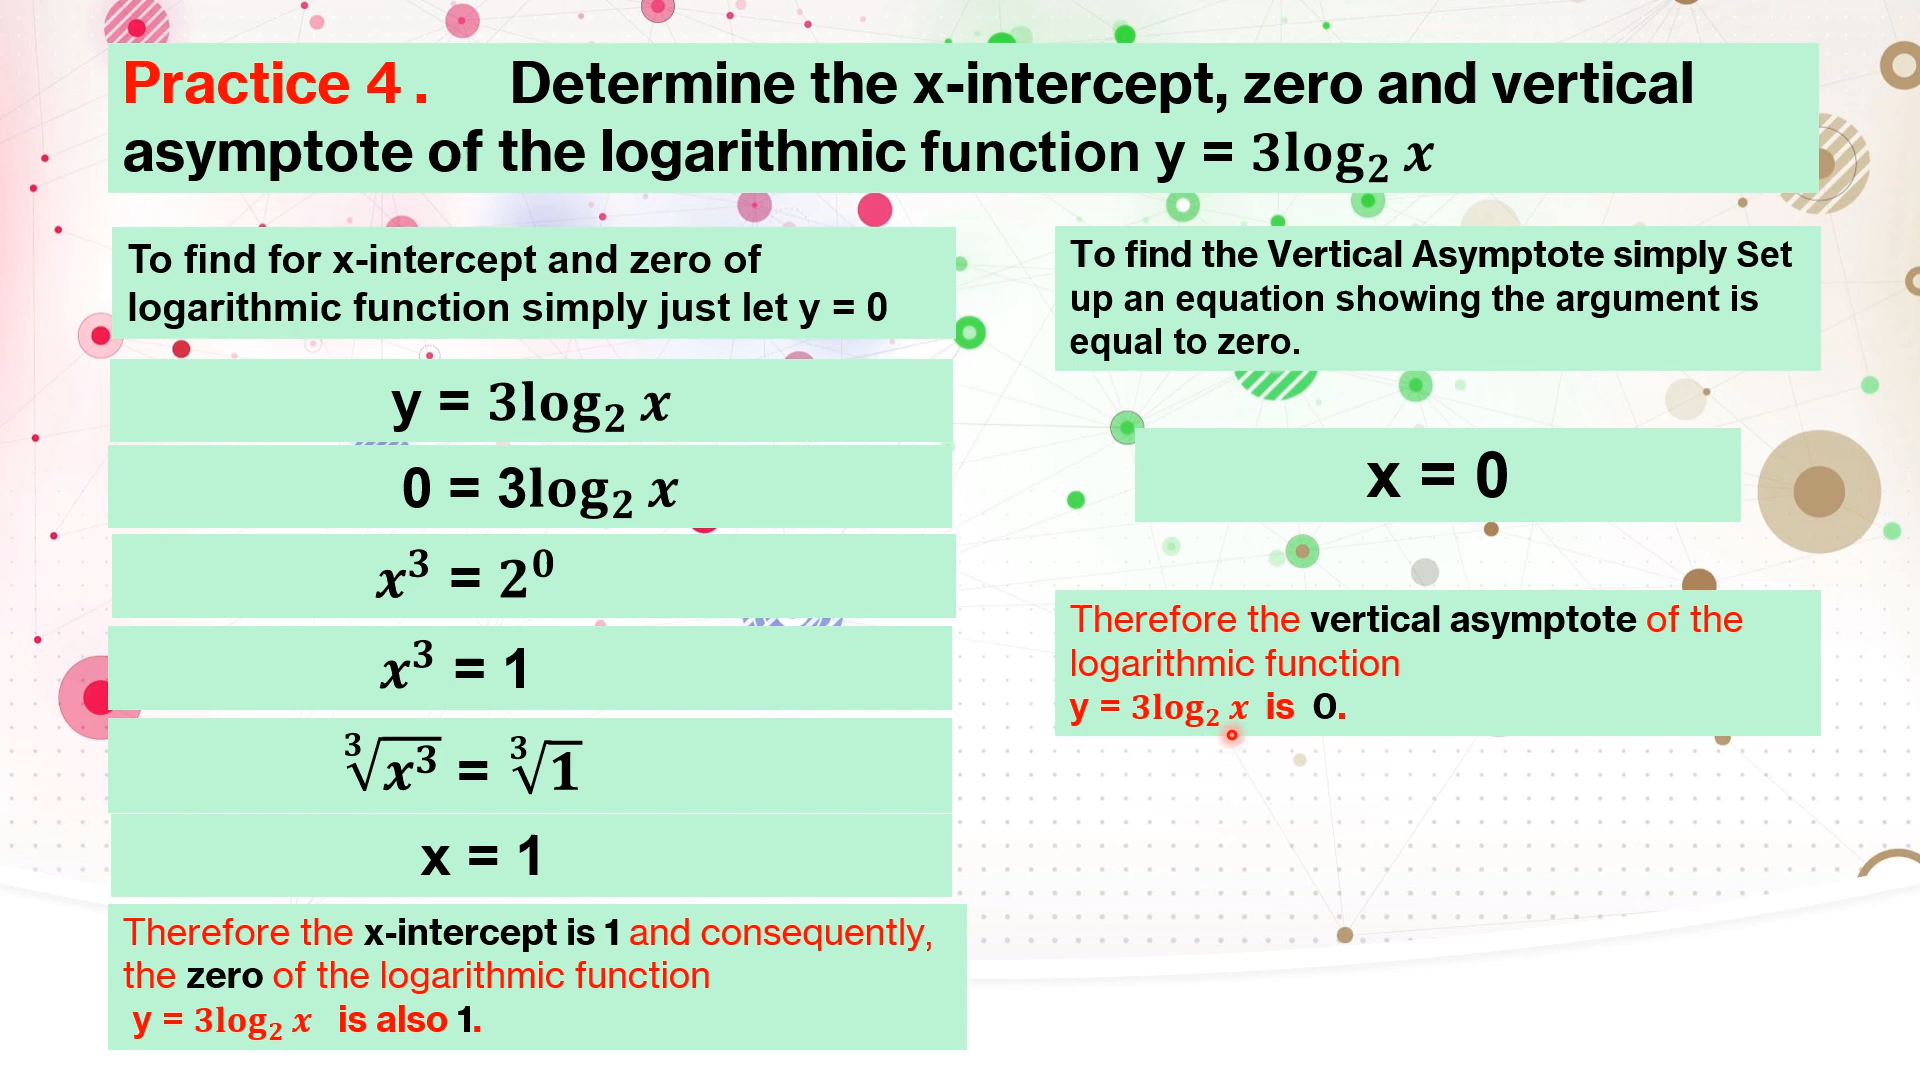 Practice 4 . Determine the x-intercept, zero and vertical
asymptote of the logarithmic function y = 3log₂ x
To find for x-intercept and zero of
logarithmic function simply just let y = 0
y = 3log₂ x
0 = 3log₂ x
x³ = 2⁰
x³ = 1
∛x³ = ∛1
x = 1
Therefore the x-intercept is 1 and consequently,
the zero of the logarithmic function
y = 3log₂ x is also 1.
To find the Vertical Asymptote simply Set
up an equation showing the argument is
equal to zero.
x = 0
Therefore the vertical asymptote of the
logarithmic function
y = 3log₂ x is 0.